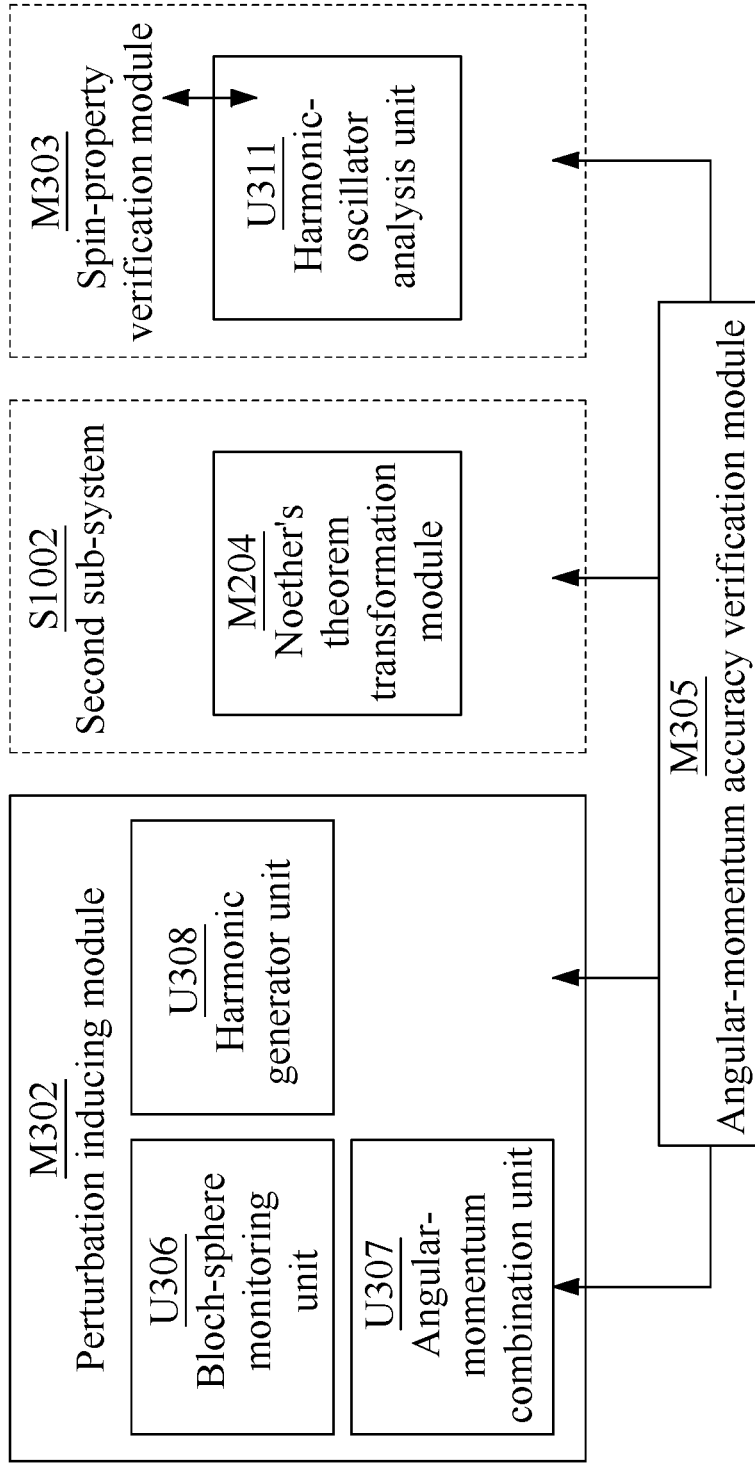 M302
Perturbation inducing module
U306
Bloch-sphere
monitoring
unit
U308
Harmonic
generator unit
U307
Angular-
momentum
combination unit
S1002
Second sub-system
M204
Noether's
theorem
transformation
module
M303
Spin-property
verification module
U311
Harmonic-
oscillator
analysis unit
M305
Angular-momentum accuracy verification module